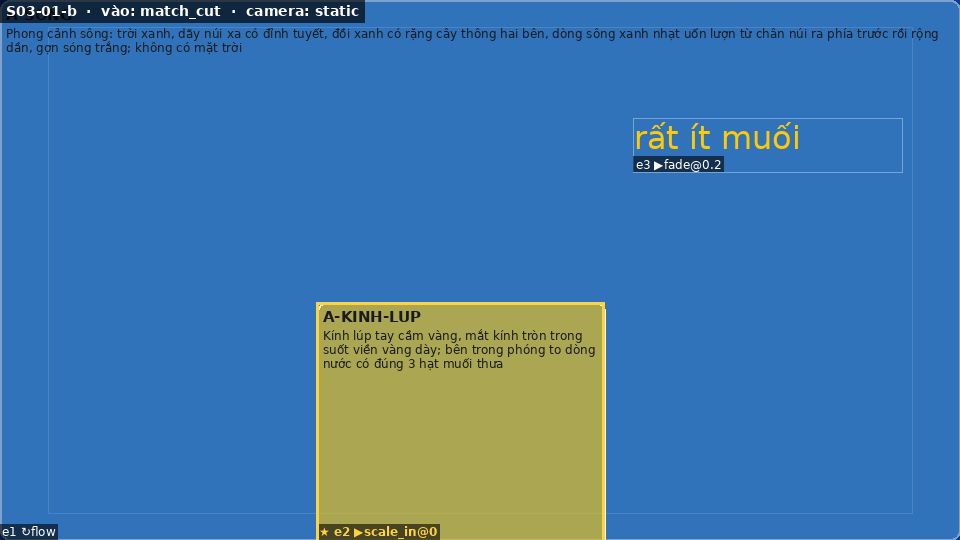 S03-01-b · vào: match_cut · camera: static
Phong cảnh sông: trời xanh, dãy núi xa có đỉnh tuyết, đồi xanh có rặng cây thông hai bên, dòng sông xanh nhạt uốn lượn từ chân núi ra phía trước rồi rộng
dần, gợn sóng trắng; không có mặt trời
rất ít muối
e3 ▶fade@0.2
A-KINH-LUP
Kính lúp tay cầm vàng, mắt kính tròn trong
suốt viền vàng dày; bên trong phóng to dòng
nước có đúng 3 hạt muối thưa
e1 ↻flow
★ e2 ▶scale_in@0